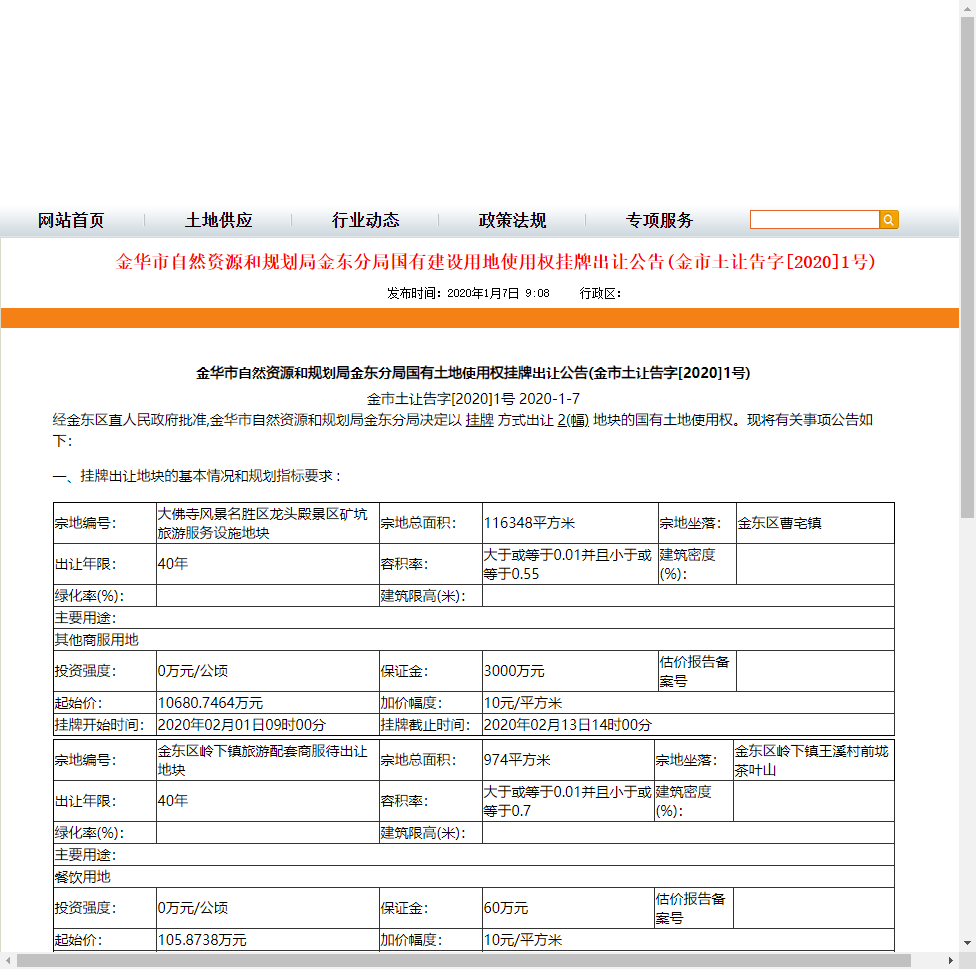 网站首页 土地供应 行业动态 政策法规 专项服务
金华市自然资源和规划局金东分局国有建设用地使用权挂牌出让公告(金市土让告字[2020]1号)
发布时间：2020年1月7日 9:08 行政区：
金华市自然资源和规划局金东分局国有土地使用权挂牌出让公告(金市土让告字[2020]1号)
金市土让告字[2020]1号 2020-1-7
经金东区直人民政府批准,金华市自然资源和规划局金东分局决定以 挂牌 方式出让 2(幅) 地块的国有土地使用权。现将有关事项公告如
下：
一、挂牌出让地块的基本情况和规划指标要求：
宗地编号： 大佛寺风景名胜区龙头殿景区矿坑旅游服务设施地块 宗地总面积： 116348平方米 宗地坐落： 金东区曹宅镇
出让年限： 40年 容积率： 大于或等于0.01并且小于或等于0.55 建筑密度(%)：
绿化率(%)： 建筑限高(米)：
主要用途：
其他商服用地
投资强度： 0万元/公顷 保证金： 3000万元 估价报告备案号
起始价： 10680.7464万元 加价幅度： 10元/平方米
挂牌开始时间： 2020年02月01日09时00分 挂牌截止时间： 2020年02月13日14时00分
宗地编号： 金东区岭下镇旅游配套商服待出让地块 宗地总面积： 974平方米 宗地坐落： 金东区岭下镇王溪村前垅茶叶山
出让年限： 40年 容积率： 大于或等于0.01并且小于或等于0.7 建筑密度(%)：
绿化率(%)： 建筑限高(米)：
主要用途：
餐饮用地
投资强度： 0万元/公顷 保证金： 60万元 估价报告备案号
起始价： 105.8738万元 加价幅度： 10元/平方米